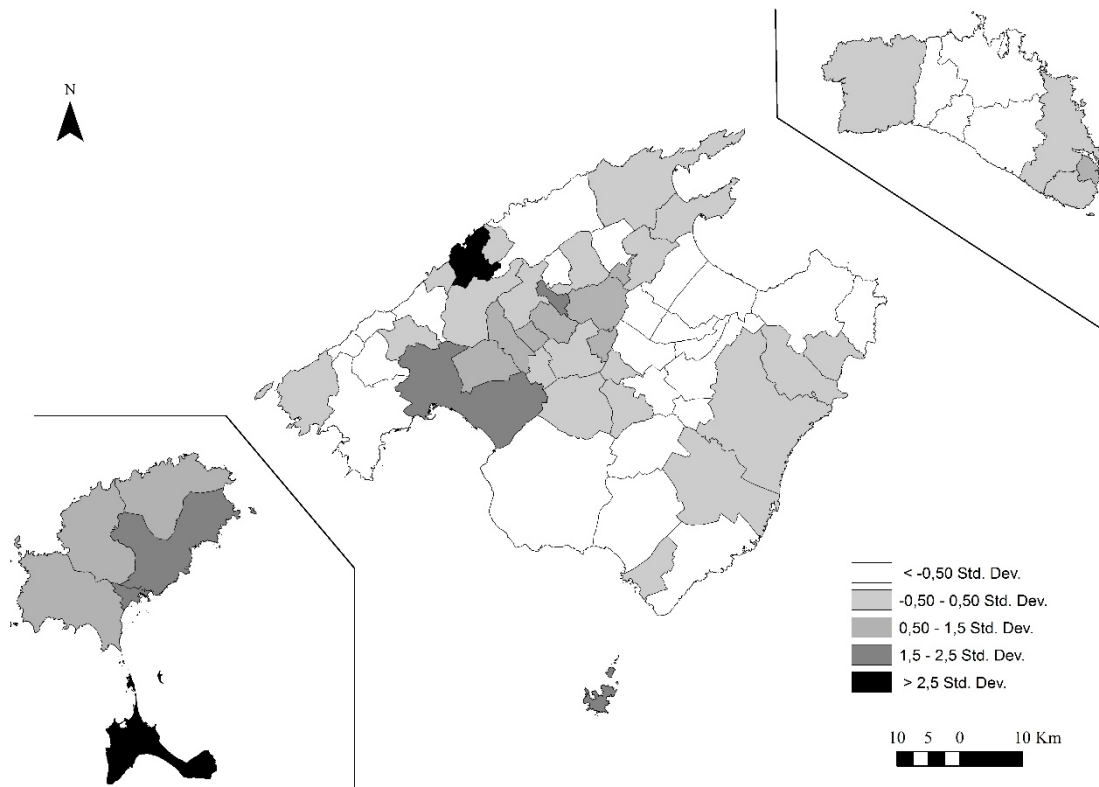 N
< -0,50 Std. Dev.
-0,50 - 0,50 Std. Dev.
0,50 - 1,5 Std. Dev.
1,5 - 2,5 Std. Dev.
> 2,5 Std. Dev.
10 5 0 10 Km